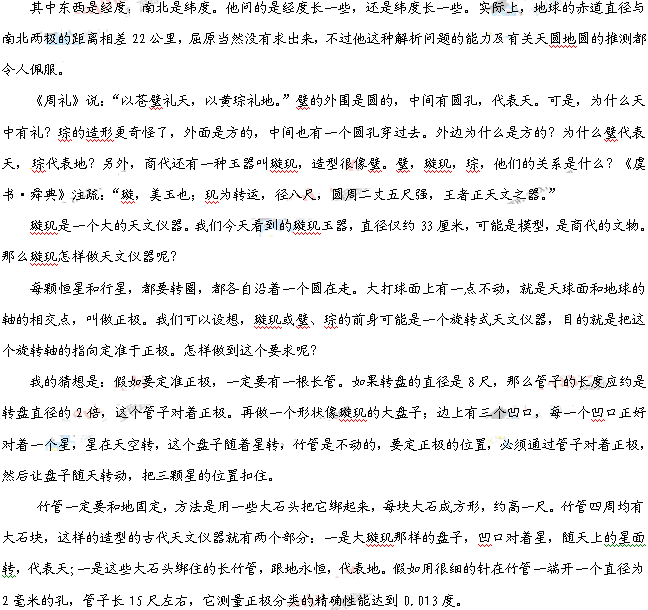 其中东西是经度，南北是纬度。他问的是经度长一些，还是纬度长一些。实际上，地球的赤道直径与
南北两极的距离相差 22 公里，屈原当然没有求出来，不过他这种解析问题的能力及有关天圆地圆的推测都
令人佩服。
《周礼》说：“以苍璧礼天，以黄琮礼地。”璧的外围是圆的，中间有圆孔，代表天。可是，为什么天
中有礼？琮的造形更奇怪了，外面是方的，中间也有一个圆孔穿过去。外边为什么是方的？为什么璧代表
天，琮代表地？另外，商代还有一种玉器叫璇玑，造型很像璧。璧，璇玑，琮，他们的关系是什么？《虞
书·舜典》注疏：“璇，美玉也；玑为转运，径八尺，圆周二丈五尺强，王者正天文之器。”
璇玑是一个大的天文仪器。我们今天看到的璇玑玉器，直径仅约 33 厘米，可能是模型，是商代的文物。
那么璇玑怎样做天文仪器呢？
每颗恒星和行星，都要转圈，都各自沿着一个圆在走。大打球面上有一点不动，就是天球面和地球的
轴的相交点，叫做正极。我们可以设想，璇玑或璧、琮的前身可能是一个旋转式天文仪器，目的就是把这
个旋转轴的指向定准于正极。怎样做到这个要求呢？
我的猜想是：假如要定准正极，一定要有一根长管。如果转盘的直径是 8 尺，那么管子的长度应约是
转盘直径的 2 倍，这个管子对着正极。再做一个形状像璇玑的大盘子；边上有三个凹口，每一个凹口正好
对着一个星，星在天空转，这个盘子随着星转，竹管是不动的，要定正极的位置，必须通过管子对着正极，
然后让盘子随天转动，把三颗星的位置扣住。
竹管一定要和地固定，方法是用一些大石头把它绑起来，每块大石成方形，约高一尺。竹管四周均有
大石块，这样的造型的古代天文仪器就有两个部分：一是大璇玑那样的盘子，凹口对着星，随天上的星面
转，代表天；一是这些大石头绑住的长竹管，跟地永恒，代表地。假如用很细的针在竹管一端开一个直径为
2 毫米的孔，管子长 15 尺左右，它测量正极分类的精确性能达到 0.013 度。